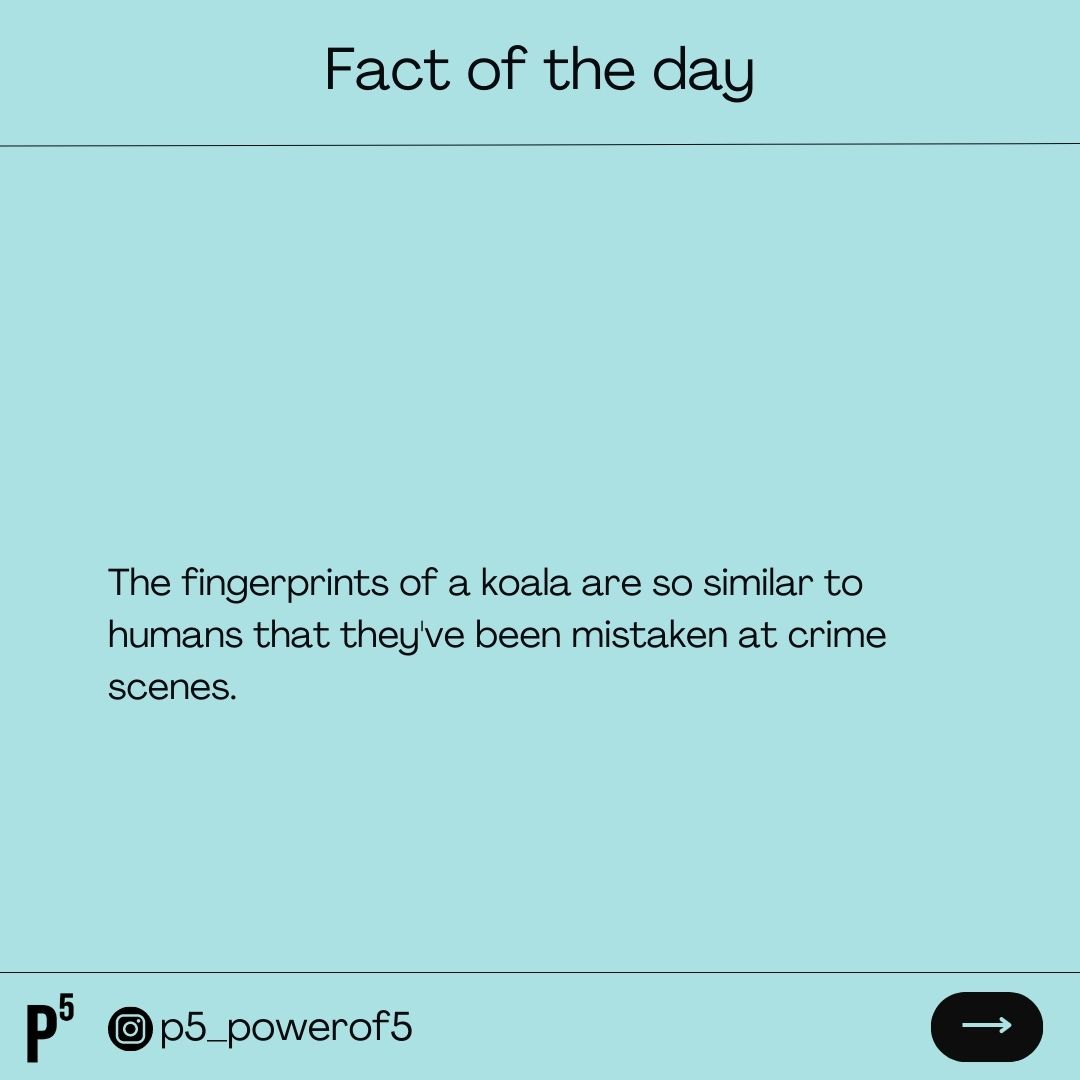 Fact of the day
The fingerprints of a koala are so similar to
humans that they've been mistaken at crime
scenes.
P5 p5_powerof5